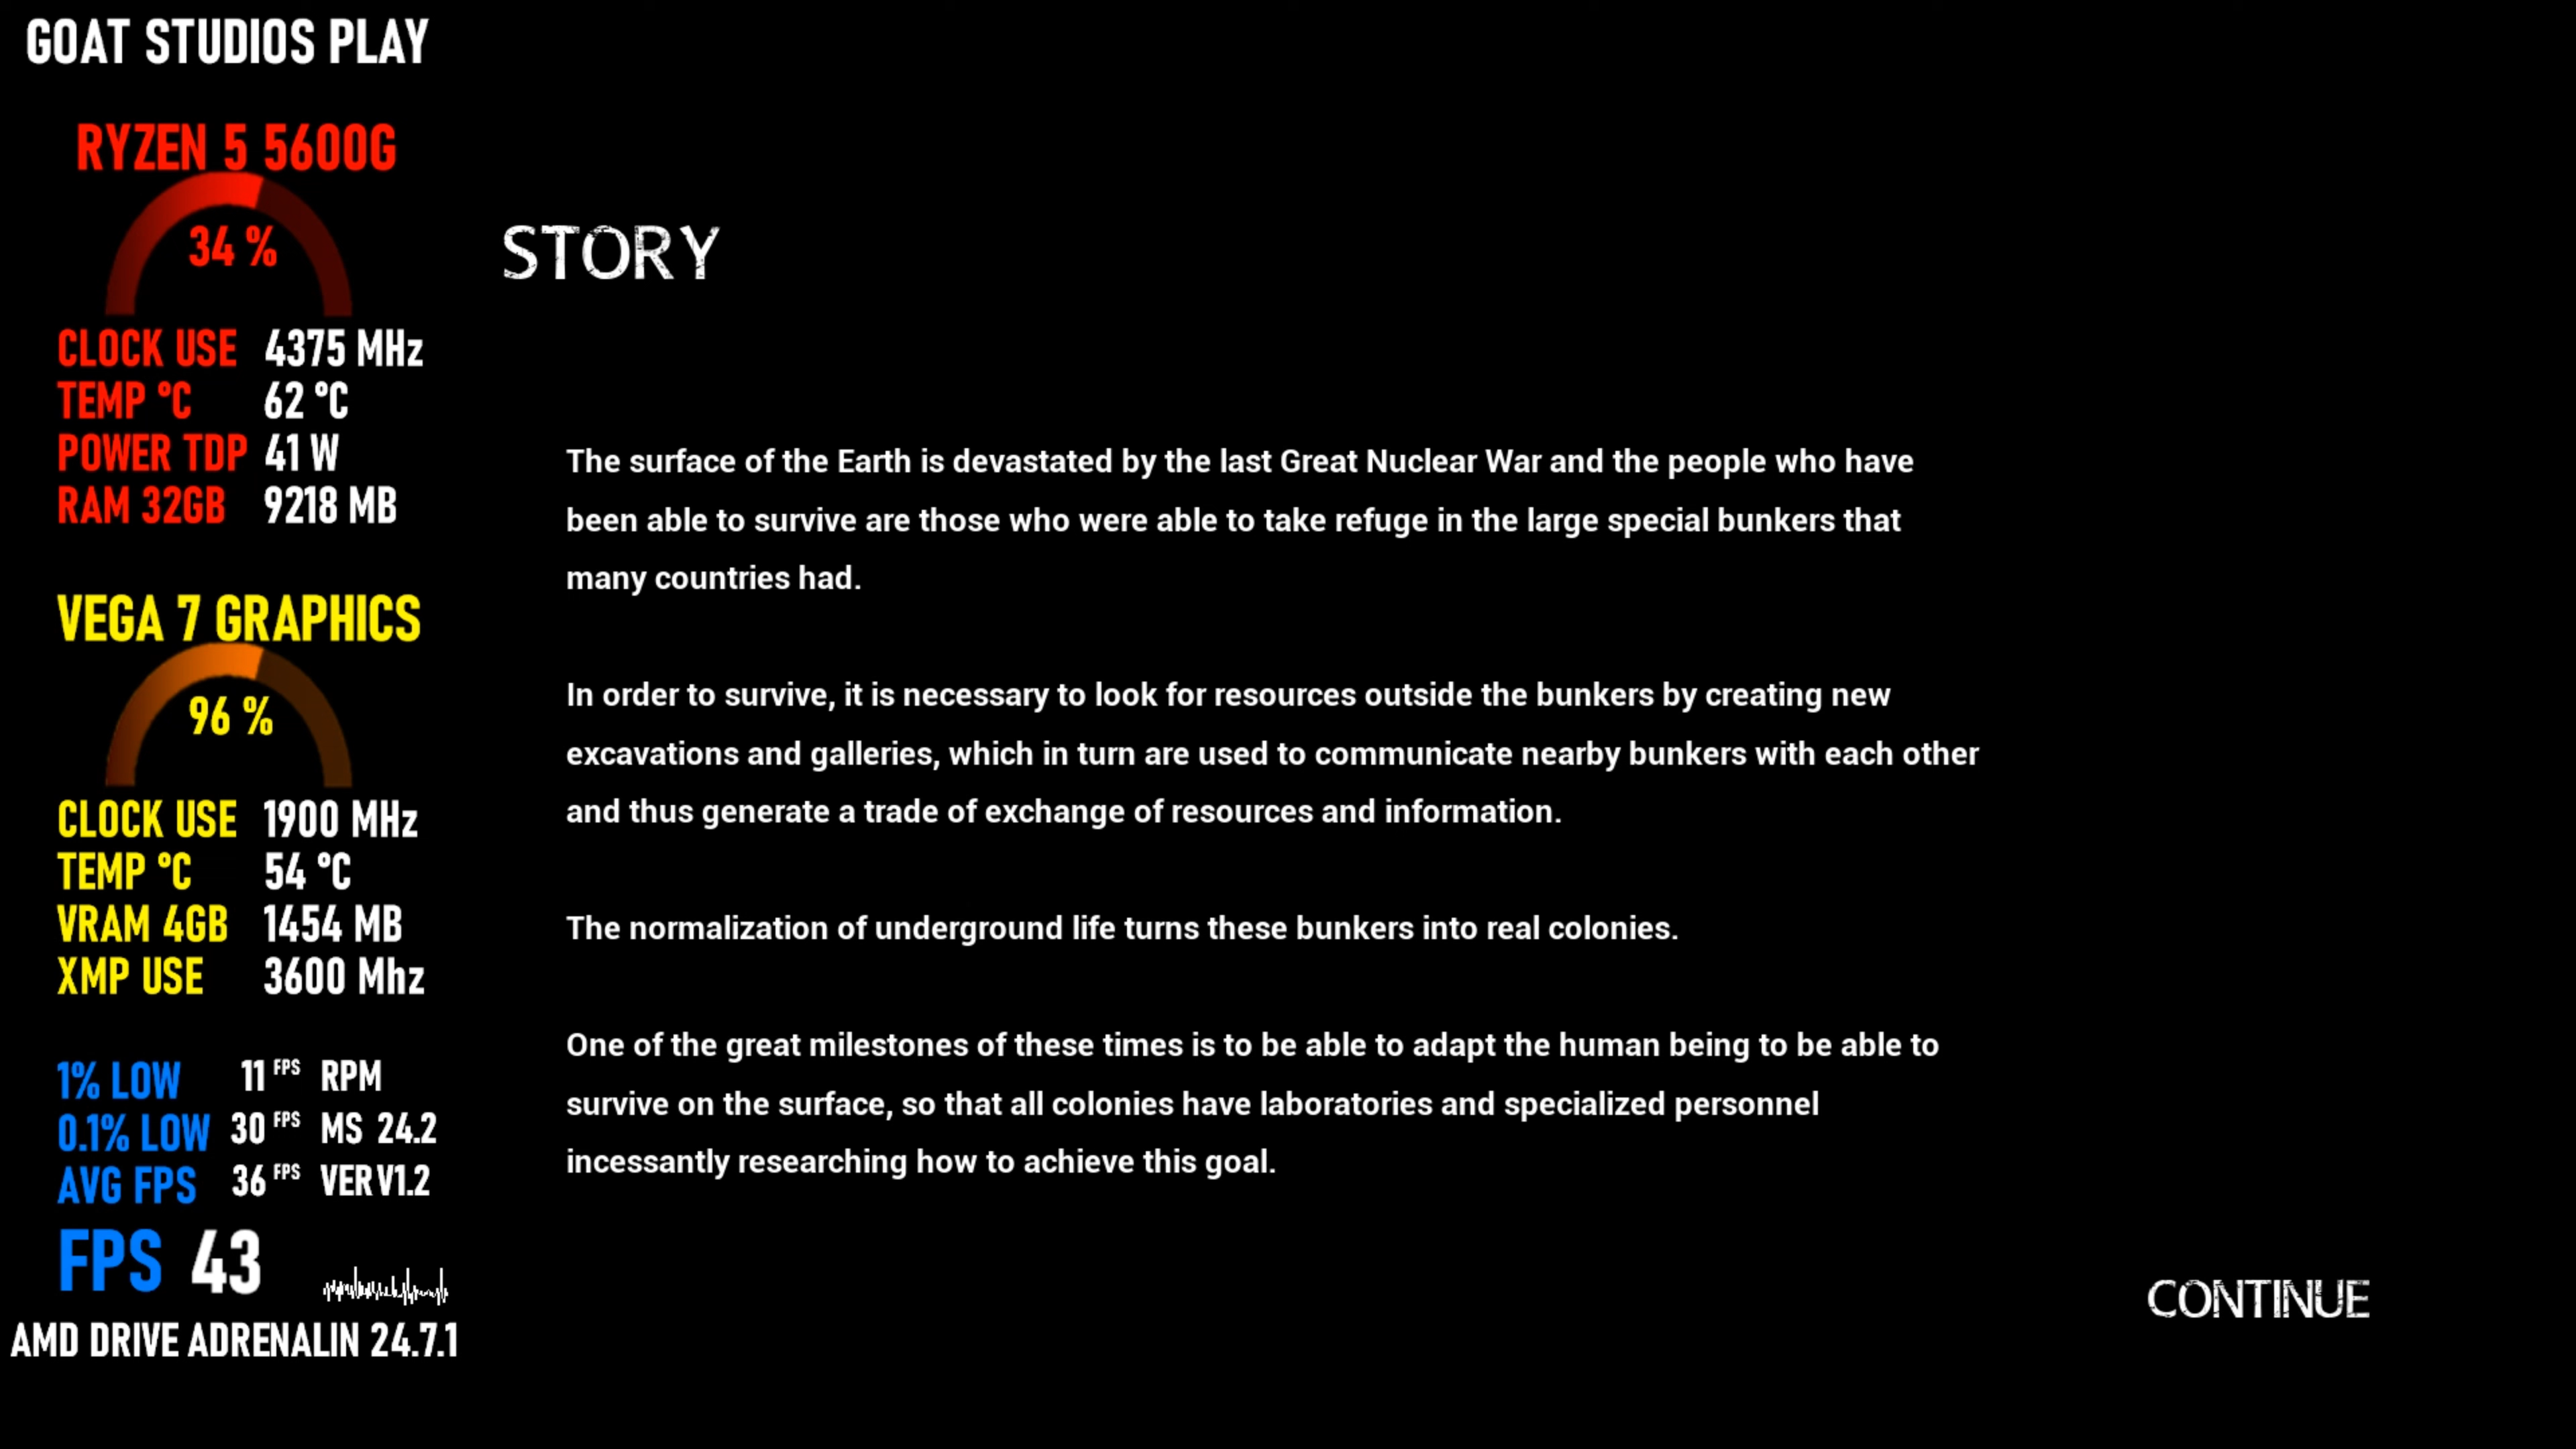 GOAT STUDIOS PLAY
RYZEN 5 5600G
34 %
CLOCK USE 4375 MHz
TEMP °C 62 °C
POWER TDP 41 W
RAM 32GB 9218 MB
VEGA 7 GRAPHICS
96 %
CLOCK USE 1900 MHz
TEMP °C 54 °C
VRAM 4GB 1454 MB
XMP USE 3600 Mhz
1% LOW 11 FPS RPM
0.1% LOW 30 FPS MS 24.2
AVG FPS 36 FPS VER V1.2
FPS 43
AMD DRIVE ADRENALIN 24.7.1
STORY
The surface of the Earth is devastated by the last Great Nuclear War and the people who have
been able to survive are those who were able to take refuge in the large special bunkers that
many countries had.
In order to survive, it is necessary to look for resources outside the bunkers by creating new
excavations and galleries, which in turn are used to communicate nearby bunkers with each other
and thus generate a trade of exchange of resources and information.
The normalization of underground life turns these bunkers into real colonies.
One of the great milestones of these times is to be able to adapt the human being to be able to
survive on the surface, so that all colonies have laboratories and specialized personnel
incessantly researching how to achieve this goal.
CONTINUE